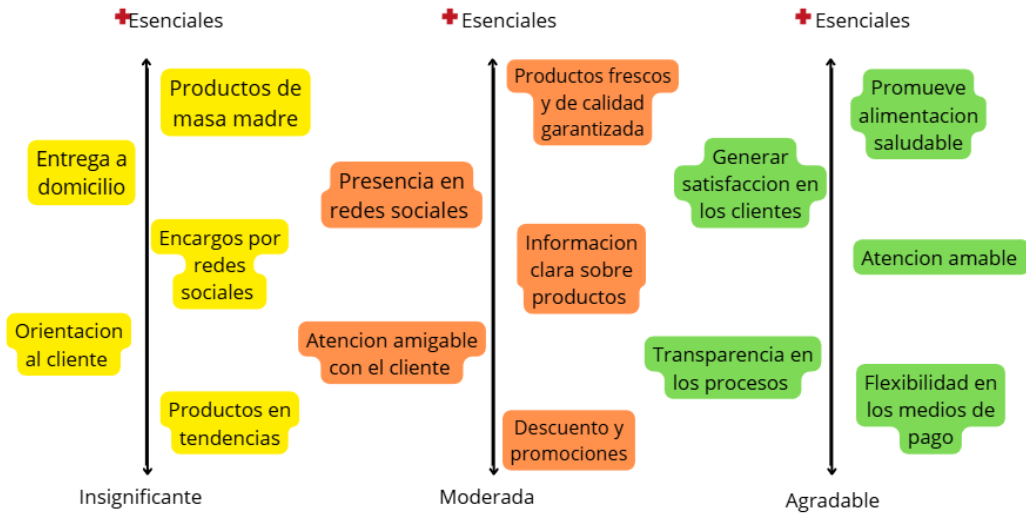 Esenciales
Productos de
masa madre
Entrega a
domicilio
Encargos por
redes
sociales
Orientacion
al cliente
Productos en
tendencias
Insignificante
Esenciales
Productos frescos
y de calidad
garantizada
Presencia en
redes sociales
Informacion
clara sobre
productos
Atencion amigable
con el cliente
Descuento y
promociones
Moderada
Esenciales
Promueve
alimentacion
saludable
Generar
satisfaccion en
los clientes
Atencion amable
Transparencia en
los procesos
Flexibilidad en
los medios de
pago
Agradable